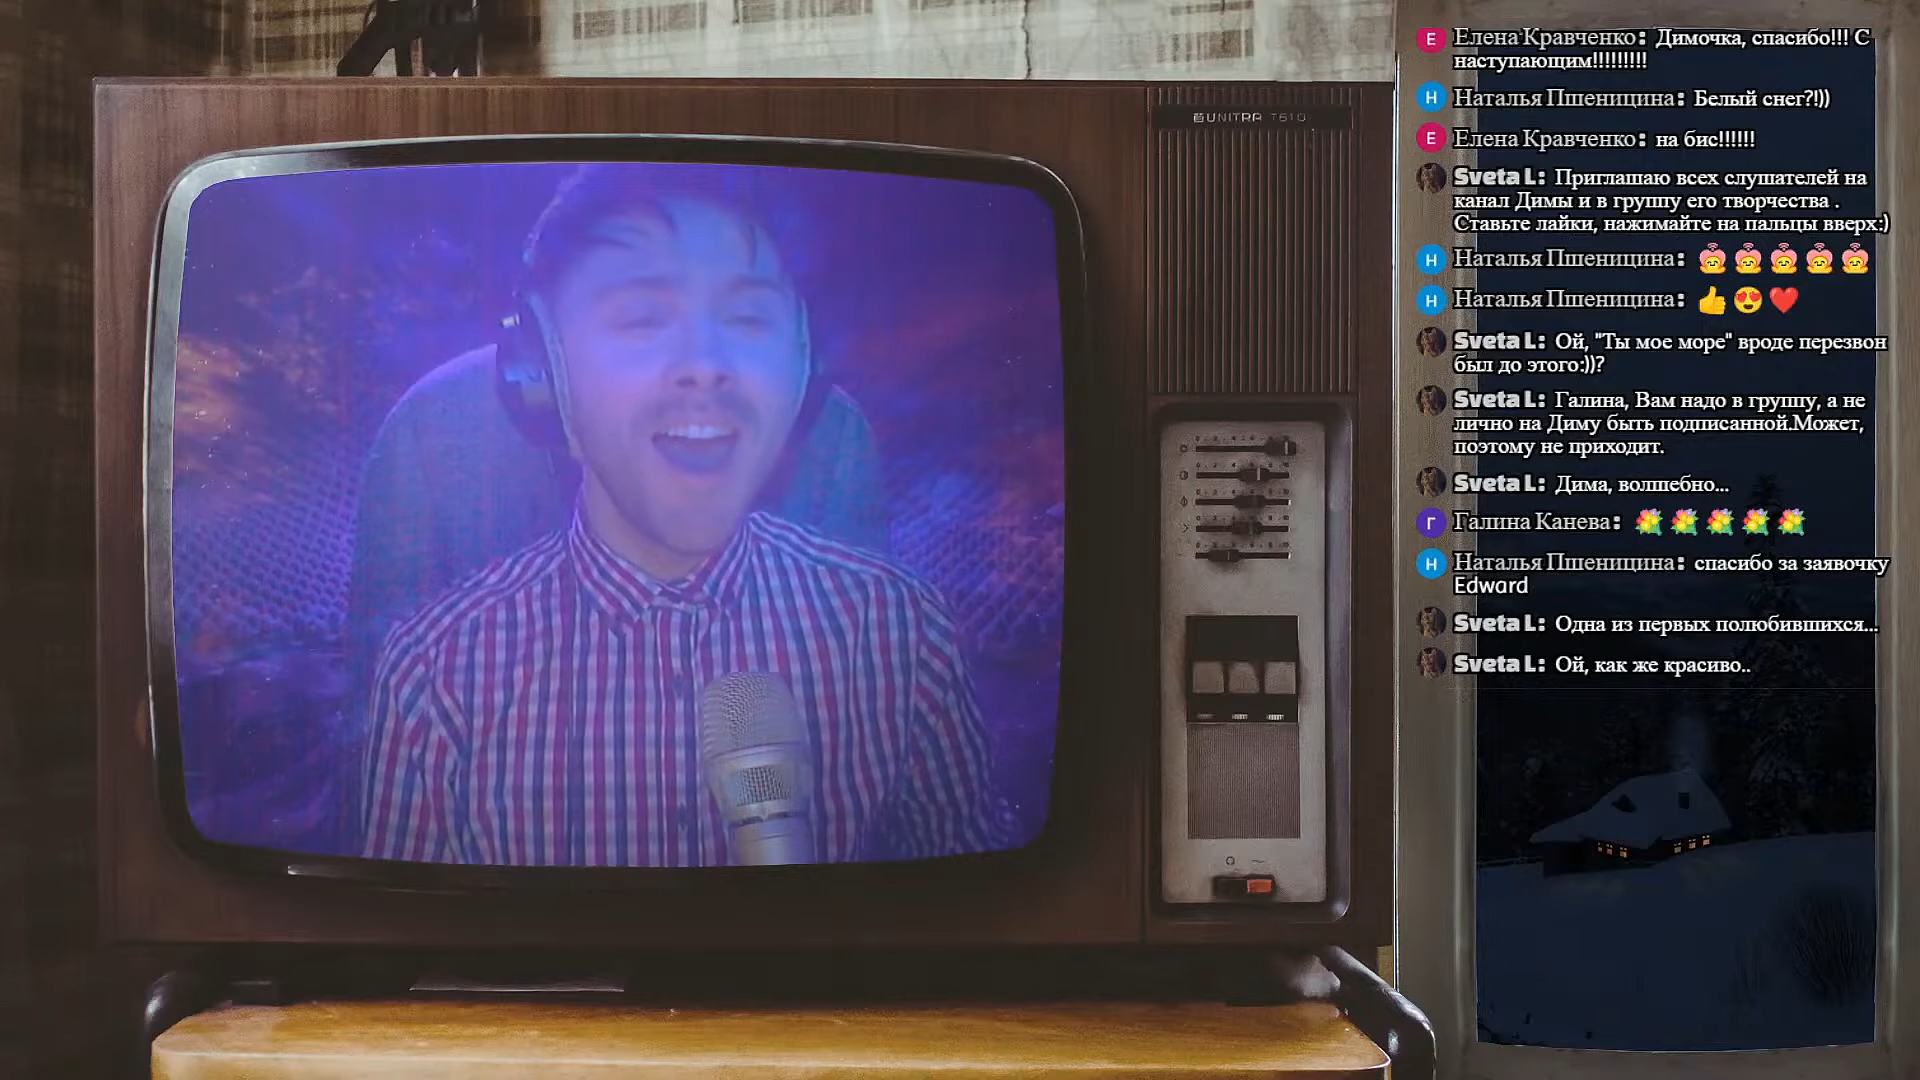 UNITRA T610
Елена Кравченко: Димочка, спасибо!!! С
наступающим!!!!!!!!!
Наталья Пшеницина: Белый снег?!))
Елена Кравченко: на бис!!!!!!
Sveta L: Приглашаю всех слушателей на
канал Димы и в группу его творчества .
Ставьте лайки, нажимайте на пальцы вверх:)
Наталья Пшеницина:
Наталья Пшеницина: 👍😍❤️
Sveta L: Ой, "Ты мое море" вроде перезвон
был до этого:))?
Sveta L: Галина, Вам надо в группу, а не
лично на Диму быть подписанной.Может,
поэтому не приходит.
Sveta L: Дима, волшебно...
Галина Канева: 💐💐💐💐💐
Наталья Пшеницина: спасибо за заявочку
Edward
Sveta L: Одна из первых полюбившихся...
Sveta L: Ой, как же красиво..